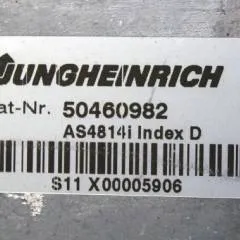 JUNGHEINRICH
at-Nr. 50460982
AS4814i Index D
S11 X00005906